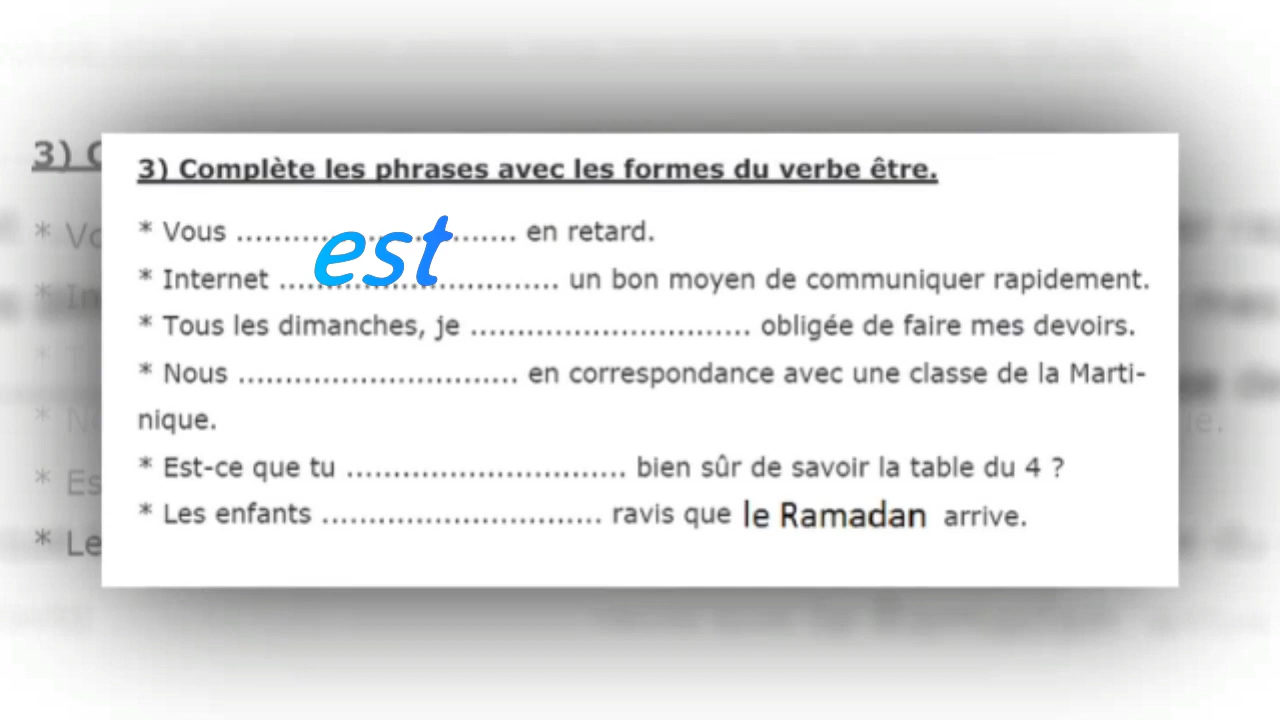 3) Complète les phrases avec les formes du verbe être.
* Vous .............................. en retard.
est
* Internet .............................. un bon moyen de communiquer rapidement.
* Tous les dimanches, je .............................. obligée de faire mes devoirs.
* Nous .............................. en correspondance avec une classe de la Marti-
nique.
* Est-ce que tu .............................. bien sûr de savoir la table du 4 ?
* Les enfants .............................. ravis que le Ramadan arrive.